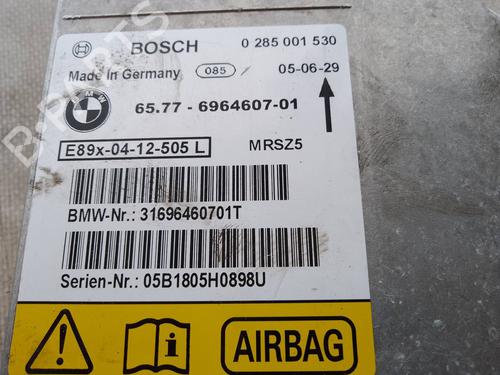 BOSCH 0 285 001 530
Made in Germany 085 05-06-29
BMW 65.77 - 6964607-01
E89x-04-12-505 L MRSZ5
BMW-Nr.: 31696460701T
Serien-Nr.: 05B1805H0898U
AIRBAG